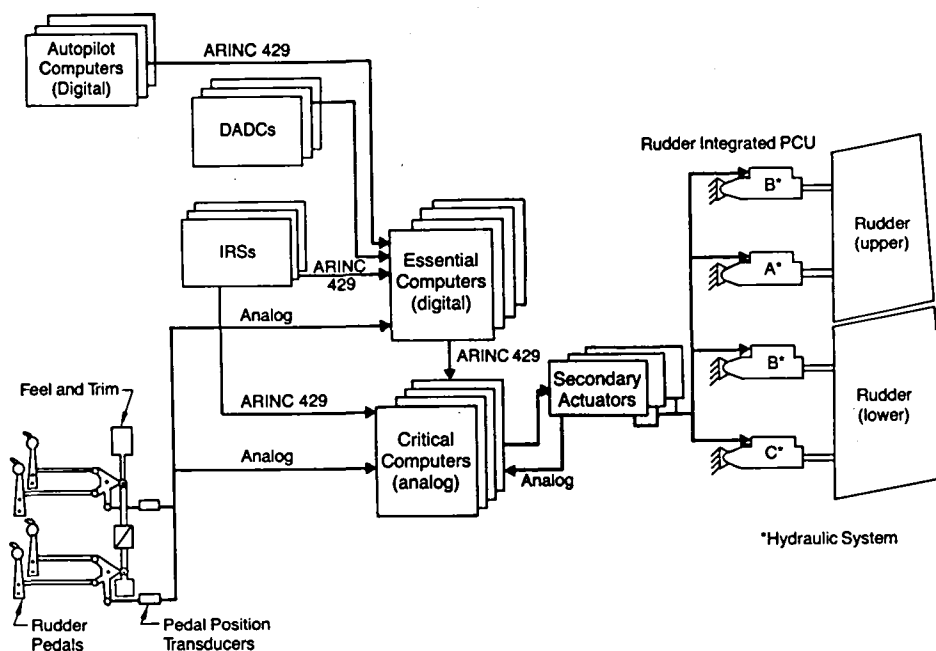 Autopilot
Computers
(Digital)
ARINC 429
DADCs
Rudder Integrated PCU
B*
Rudder
(upper)
IRSs
ARINC
429
Essential
Computers
(digital)
A*
Analog
ARINC 429
B*
Feel and Trim
Secondary
Actuators
Rudder
(lower)
ARINC 429
Critical
Computers
(analog)
Analog
Analog
C*
*Hydraulic System
Rudder
Pedals
Pedal Position
Transducers